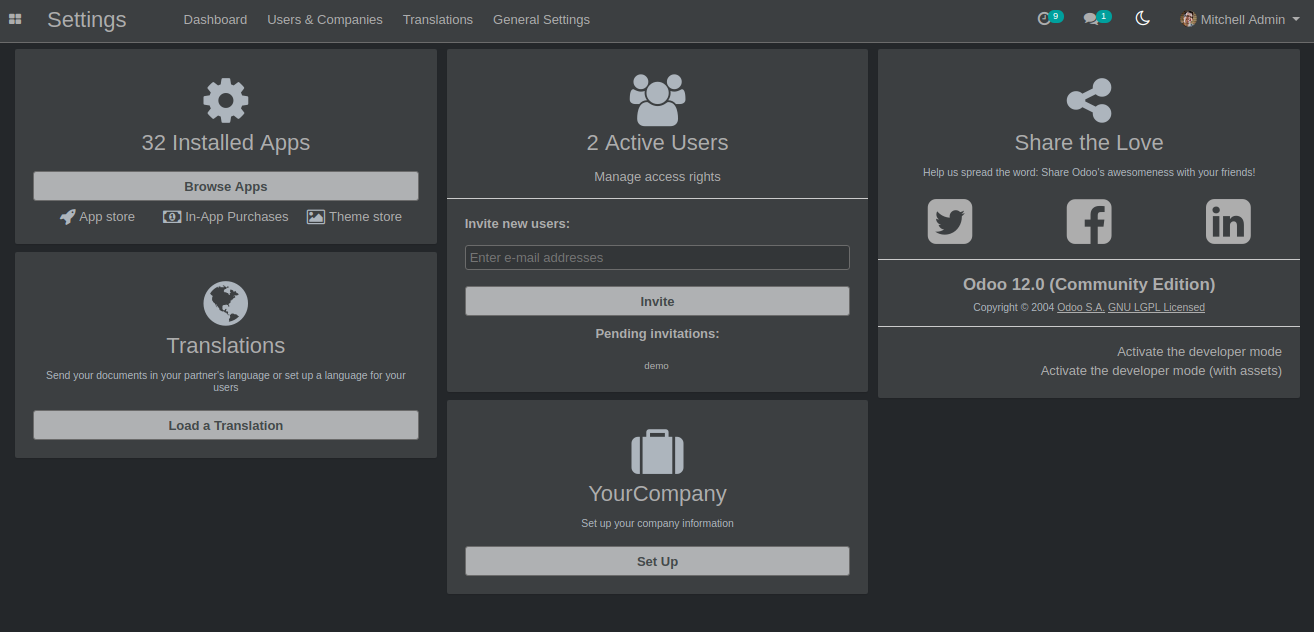 Settings
Dashboard Users & Companies Translations General Settings
9 1 Mitchell Admin
32 Installed Apps
Browse Apps
App store In-App Purchases Theme store
Translations
Send your documents in your partner's language or set up a language for your
users
Load a Translation
2 Active Users
Manage access rights
Invite new users:
Enter e-mail addresses
Invite
Pending invitations:
demo
YourCompany
Set up your company information
Set Up
Share the Love
Help us spread the word: Share Odoo's awesomeness with your friends!
Odoo 12.0 (Community Edition)
Copyright © 2004 Odoo S.A. GNU LGPL Licensed
Activate the developer mode
Activate the developer mode (with assets)